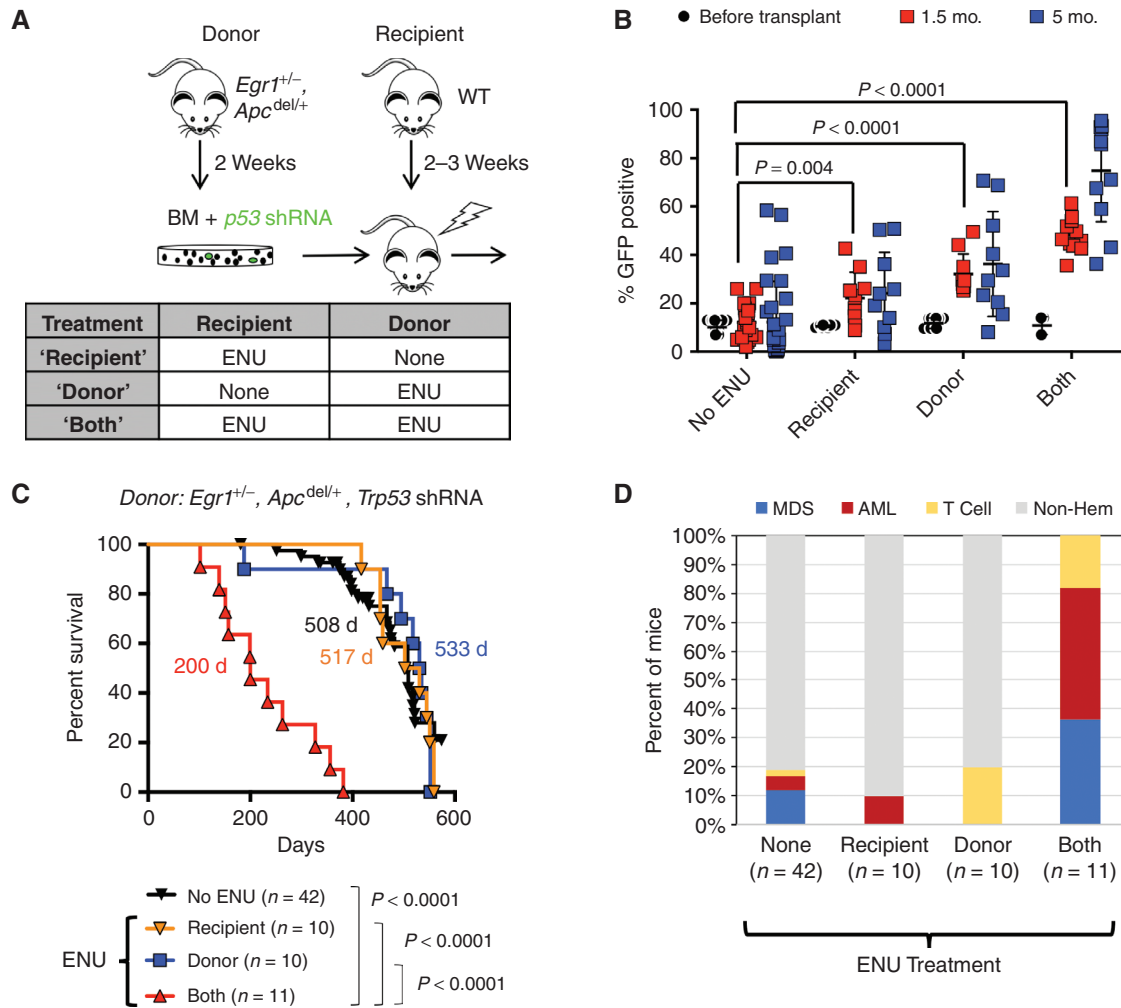 A
Donor
Recipient
Egr1+/–,
Apcdel/+
WT
2 Weeks
2–3 Weeks
BM + p53 shRNA
Treatment Recipient Donor
'Recipient' ENU None
'Donor' None ENU
'Both' ENU ENU
B
Before transplant 1.5 mo. 5 mo.
P < 0.0001
P < 0.0001
P = 0.004
% GFP positive
100
80
60
40
20
0
No ENU
Recipient
Donor
Both
C
Donor: Egr1+/–, Apcdel/+, Trp53 shRNA
Percent survival
100
80
60
40
20
0
508 d
517 d
533 d
200 d
0 200 400 600
Days
No ENU (n = 42)
Recipient (n = 10)
Donor (n = 10)
Both (n = 11)
ENU
P < 0.0001
P < 0.0001
P < 0.0001
D
MDS AML T Cell Non-Hem
Percent of mice
100%
90%
80%
70%
60%
50%
40%
30%
20%
10%
0%
None Recipient Donor Both
(n = 42) (n = 10) (n = 10) (n = 11)
ENU Treatment